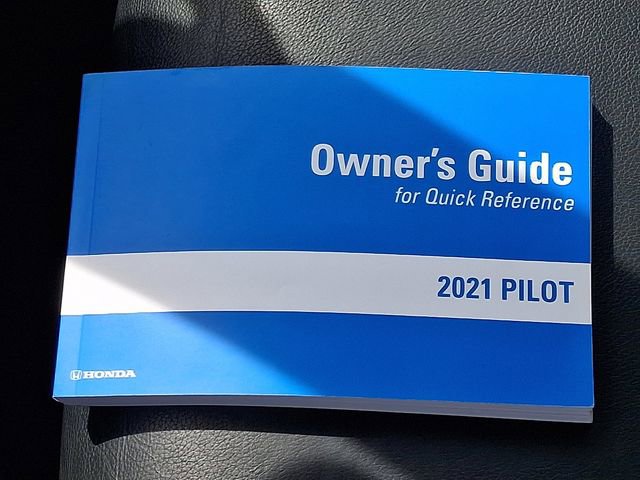 Owner's Guide
for Quick Reference
2021 PILOT
HONDA